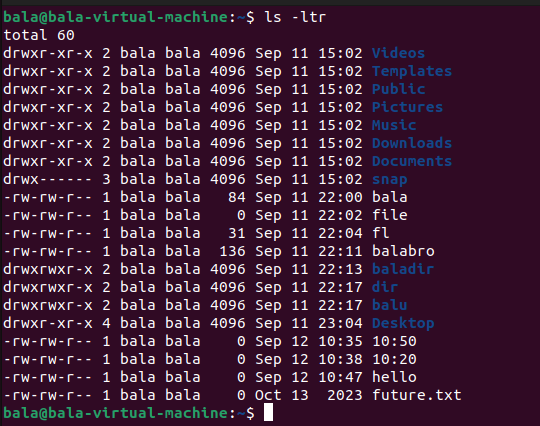 bala@bala-virtual-machine:~$ ls -ltr
total 60
drwxr-xr-x 2 bala bala 4096 Sep 11 15:02 Videos
drwxr-xr-x 2 bala bala 4096 Sep 11 15:02 Templates
drwxr-xr-x 2 bala bala 4096 Sep 11 15:02 Public
drwxr-xr-x 2 bala bala 4096 Sep 11 15:02 Pictures
drwxr-xr-x 2 bala bala 4096 Sep 11 15:02 Music
drwxr-xr-x 2 bala bala 4096 Sep 11 15:02 Downloads
drwxr-xr-x 2 bala bala 4096 Sep 11 15:02 Documents
drwx------ 3 bala bala 4096 Sep 11 15:02 snap
-rw-rw-r-- 1 bala bala   84 Sep 11 22:00 bala
-rw-rw-r-- 1 bala bala    0 Sep 11 22:02 file
-rw-rw-r-- 1 bala bala   31 Sep 11 22:04 fl
-rw-rw-r-- 1 bala bala  136 Sep 11 22:11 balabro
drwxrwxr-x 2 bala bala 4096 Sep 11 22:13 baladir
drwxrwxr-x 2 bala bala 4096 Sep 11 22:17 dir
drwxrwxr-x 2 bala bala 4096 Sep 11 22:17 balu
drwxr-xr-x 4 bala bala 4096 Sep 11 23:04 Desktop
-rw-rw-r-- 1 bala bala    0 Sep 12 10:35 10:50
-rw-rw-r-- 1 bala bala    0 Sep 12 10:38 10:20
-rw-rw-r-- 1 bala bala    0 Sep 12 10:47 hello
-rw-rw-r-- 1 bala bala    0 Oct 13  2023 future.txt
bala@bala-virtual-machine:~$